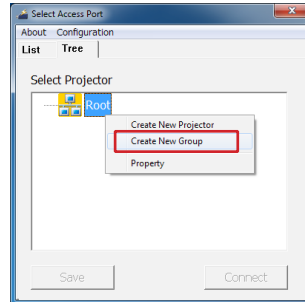 Select Access Port
About Configuration
List Tree
Select Projector
Root
Create New Projector
Create New Group
Property
Save Connect